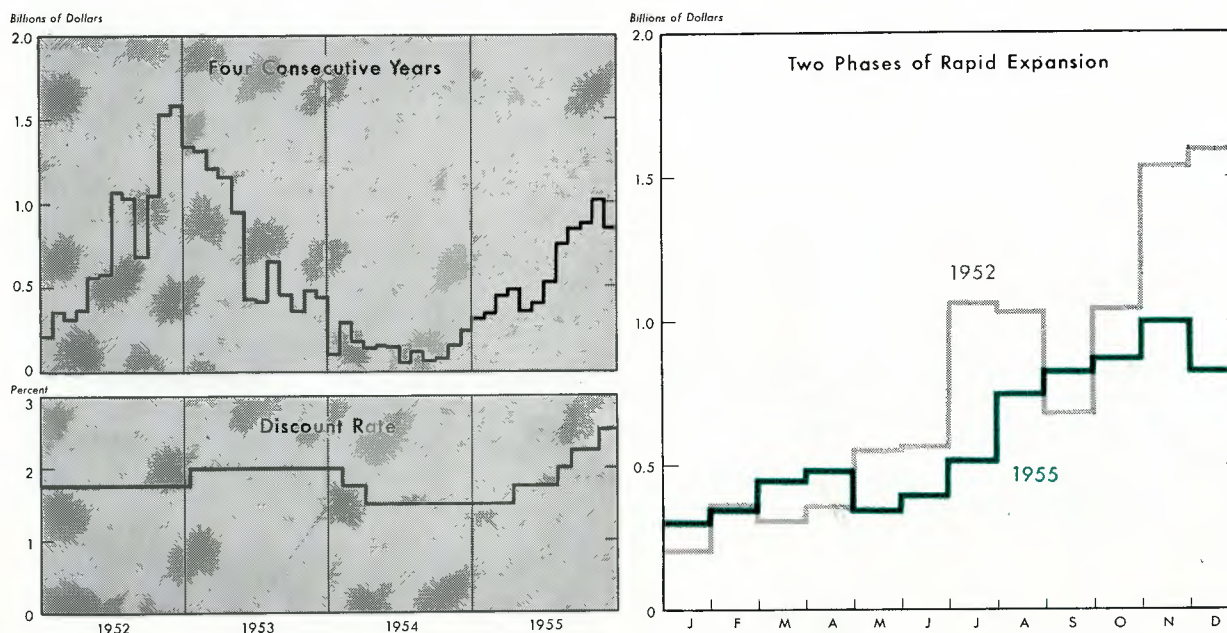 Billions of Dollars
2.0
Four Consecutive Years
1.5
1.0
0.5
0
Percent
3
Discount Rate
2
1
0
1952 1953 1954 1955
Billions of Dollars
2.0
Two Phases of Rapid Expansion
1.5
1952
1.0
0.5
1955
0
J F M A M J J A S O N D